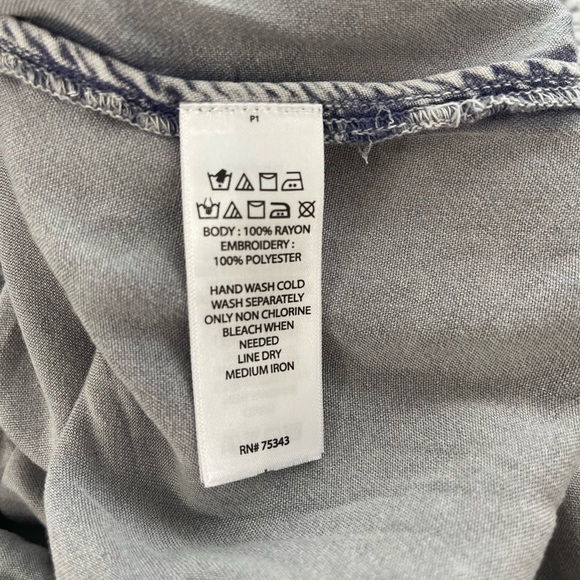 P1
BODY : 100% RAYON
EMBROIDERY :
100% POLYESTER
HAND WASH COLD
WASH SEPARATELY
ONLY NON CHLORINE
BLEACH WHEN
NEEDED
LINE DRY
MEDIUM IRON
RN# 75343